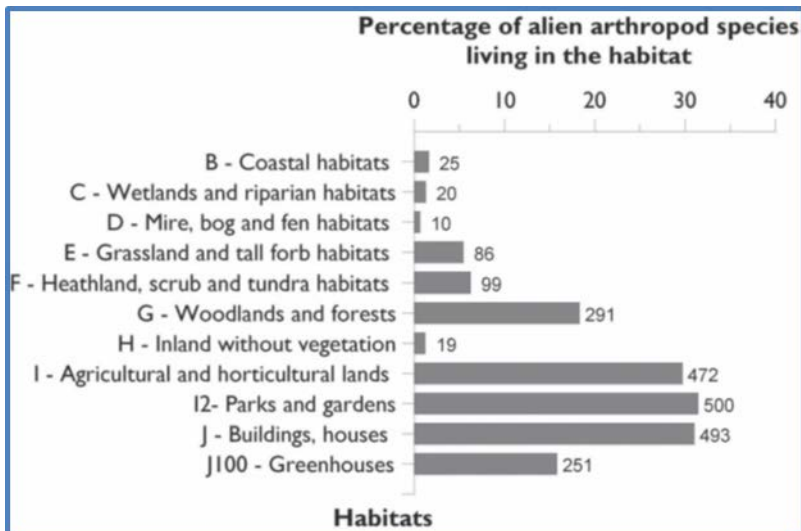 Percentage of alien arthropod species
living in the habitat
0 10 20 30 40
B - Coastal habitats 25
C - Wetlands and riparian habitats 20
D - Mire, bog and fen habitats 10
E - Grassland and tall forb habitats 86
F - Heathland, scrub and tundra habitats 99
G - Woodlands and forests 291
H - Inland without vegetation 19
I - Agricultural and horticultural lands 472
I2- Parks and gardens 500
J - Buildings, houses 493
J100 - Greenhouses 251
Habitats